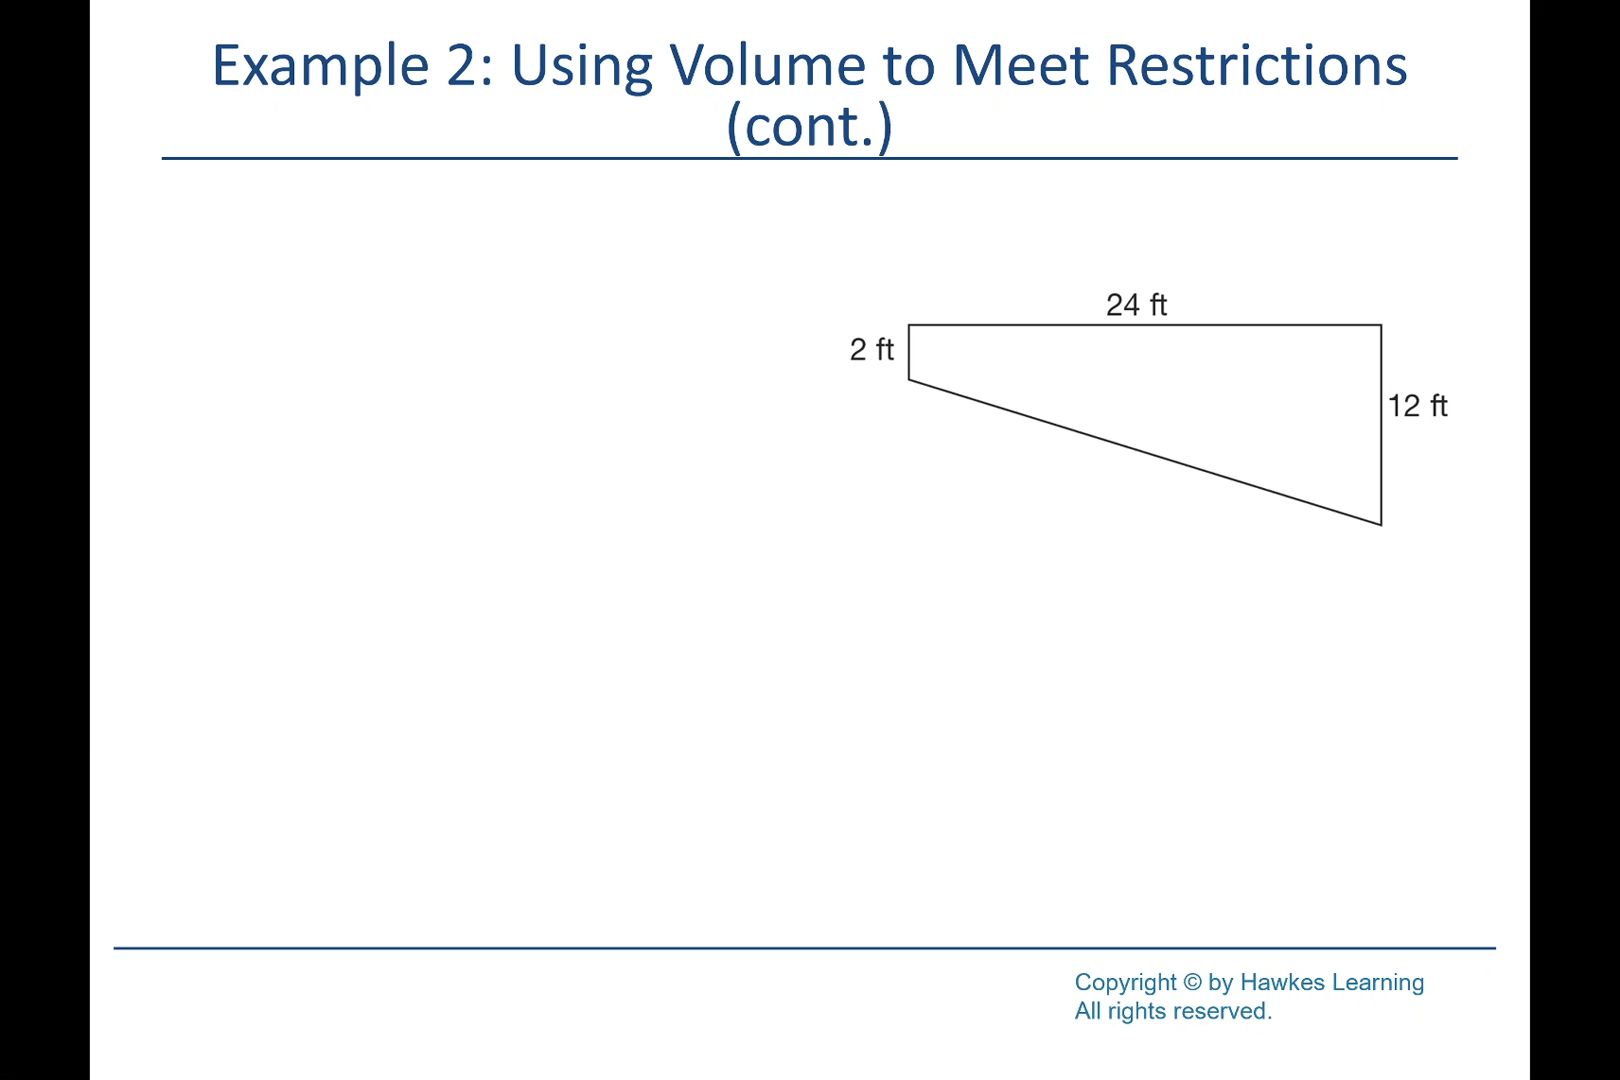 Example 2: Using Volume to Meet Restrictions
(cont.)
24 ft
2 ft
12 ft
Copyright © by Hawkes Learning
All rights reserved.